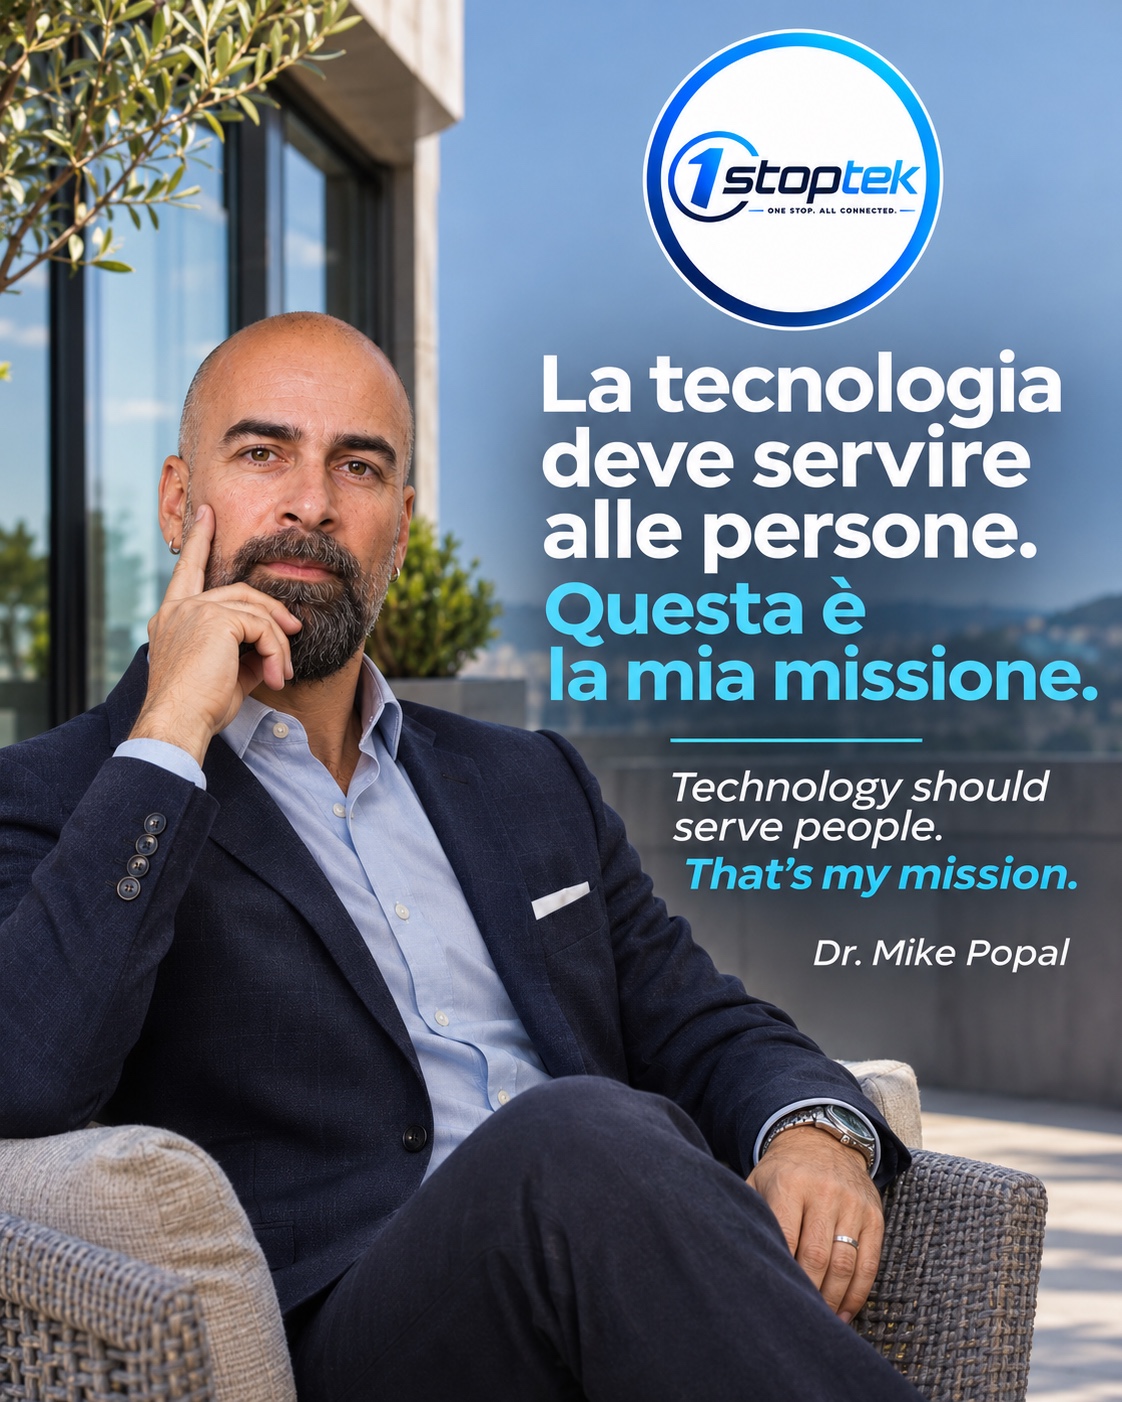 1stoptek
ONE STOP. ALL CONNECTED.
La tecnologia
deve servire
alle persone.
Questa è
la mia missione.
Technology should
serve people.
That's my mission.
Dr. Mike Popal